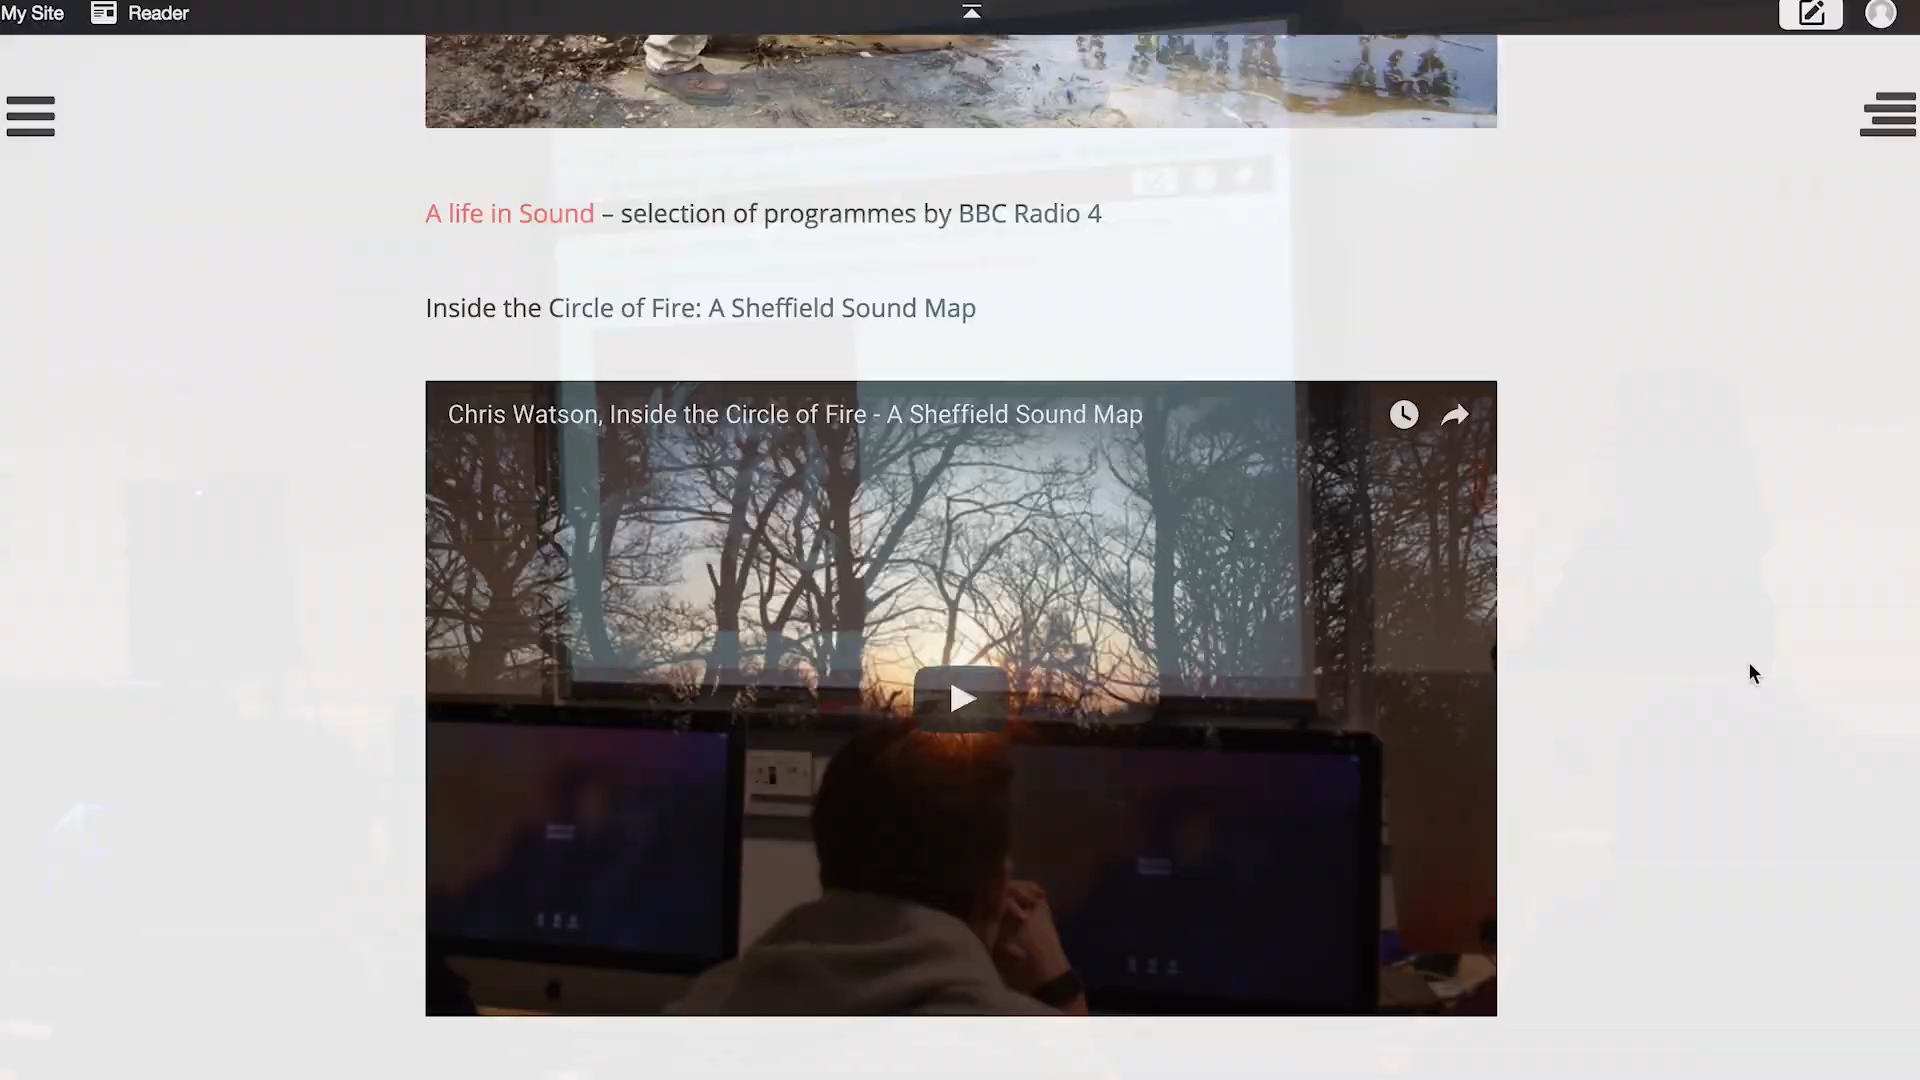 My Site Reader
A life in Sound – selection of programmes by BBC Radio 4
Inside the Circle of Fire: A Sheffield Sound Map
Chris Watson, Inside the Circle of Fire - A Sheffield Sound Map